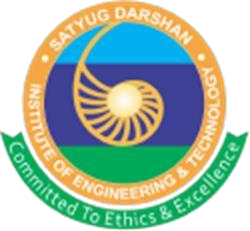 SATYUG DARSHAN
INSTITUTE OF ENGINEERING & TECHNOLOGY
Committed To Ethics & Excellence